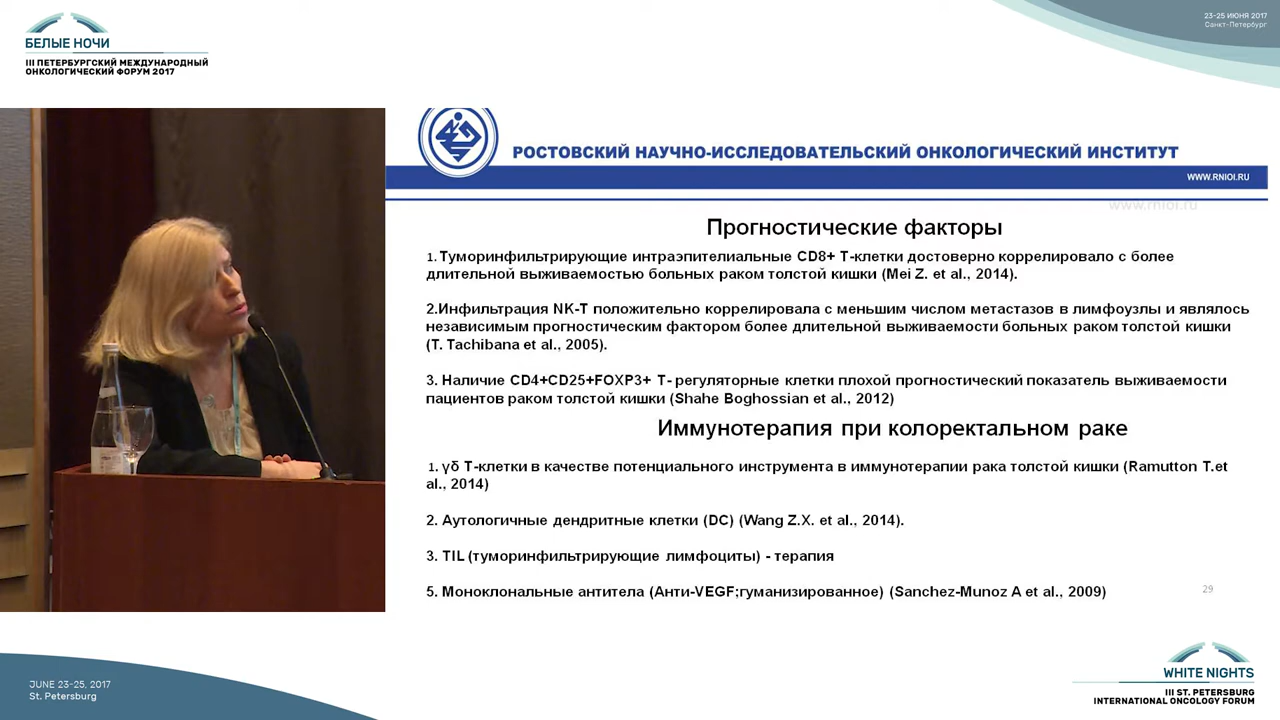 БЕЛЫЕ НОЧИ
III ПЕТЕРБУРГСКИЙ МЕЖДУНАРОДНЫЙ
ОНКОЛОГИЧЕСКИЙ ФОРУМ 2017
23-25 ИЮНЯ 2017
Санкт-Петербург
РОСТОВСКИЙ НАУЧНО-ИССЛЕДОВАТЕЛЬСКИЙ ОНКОЛОГИЧЕСКИЙ ИНСТИТУТ
WWW.RNIOI.RU
www.rnioi.ru
Прогностические факторы
1. Туморинфильтрирующие интраэпителиальные CD8+ Т-клетки достоверно коррелировало с более
длительной выживаемостью больных раком толстой кишки (Mei Z. et al., 2014).
2.Инфильтрация NK-T положительно коррелировала с меньшим числом метастазов в лимфоузлы и являлось
независимым прогностическим фактором более длительной выживаемости больных раком толстой кишки
(T. Tachibana et al., 2005).
3. Наличие CD4+CD25+FOXP3+ Т- регуляторные клетки плохой прогностический показатель выживаемости
пациентов раком толстой кишки (Shahe Boghossian et al., 2012)
Иммунотерапия при колоректальном раке
1. γδ Т-клетки в качестве потенциального инструмента в иммунотерапии рака толстой кишки (Ramutton T.et
al., 2014)
2. Аутологичные дендритные клетки (DC) (Wang Z.X. et al., 2014).
3. TIL (туморинфильтрирующие лимфоциты) - терапия
5. Моноклональные антитела (Анти-VEGF;гуманизированное) (Sanchez-Munoz A et al., 2009)
29
JUNE 23-25, 2017
St. Petersburg
WHITE NIGHTS
III ST. PETERSBURG
INTERNATIONAL ONCOLOGY FORUM